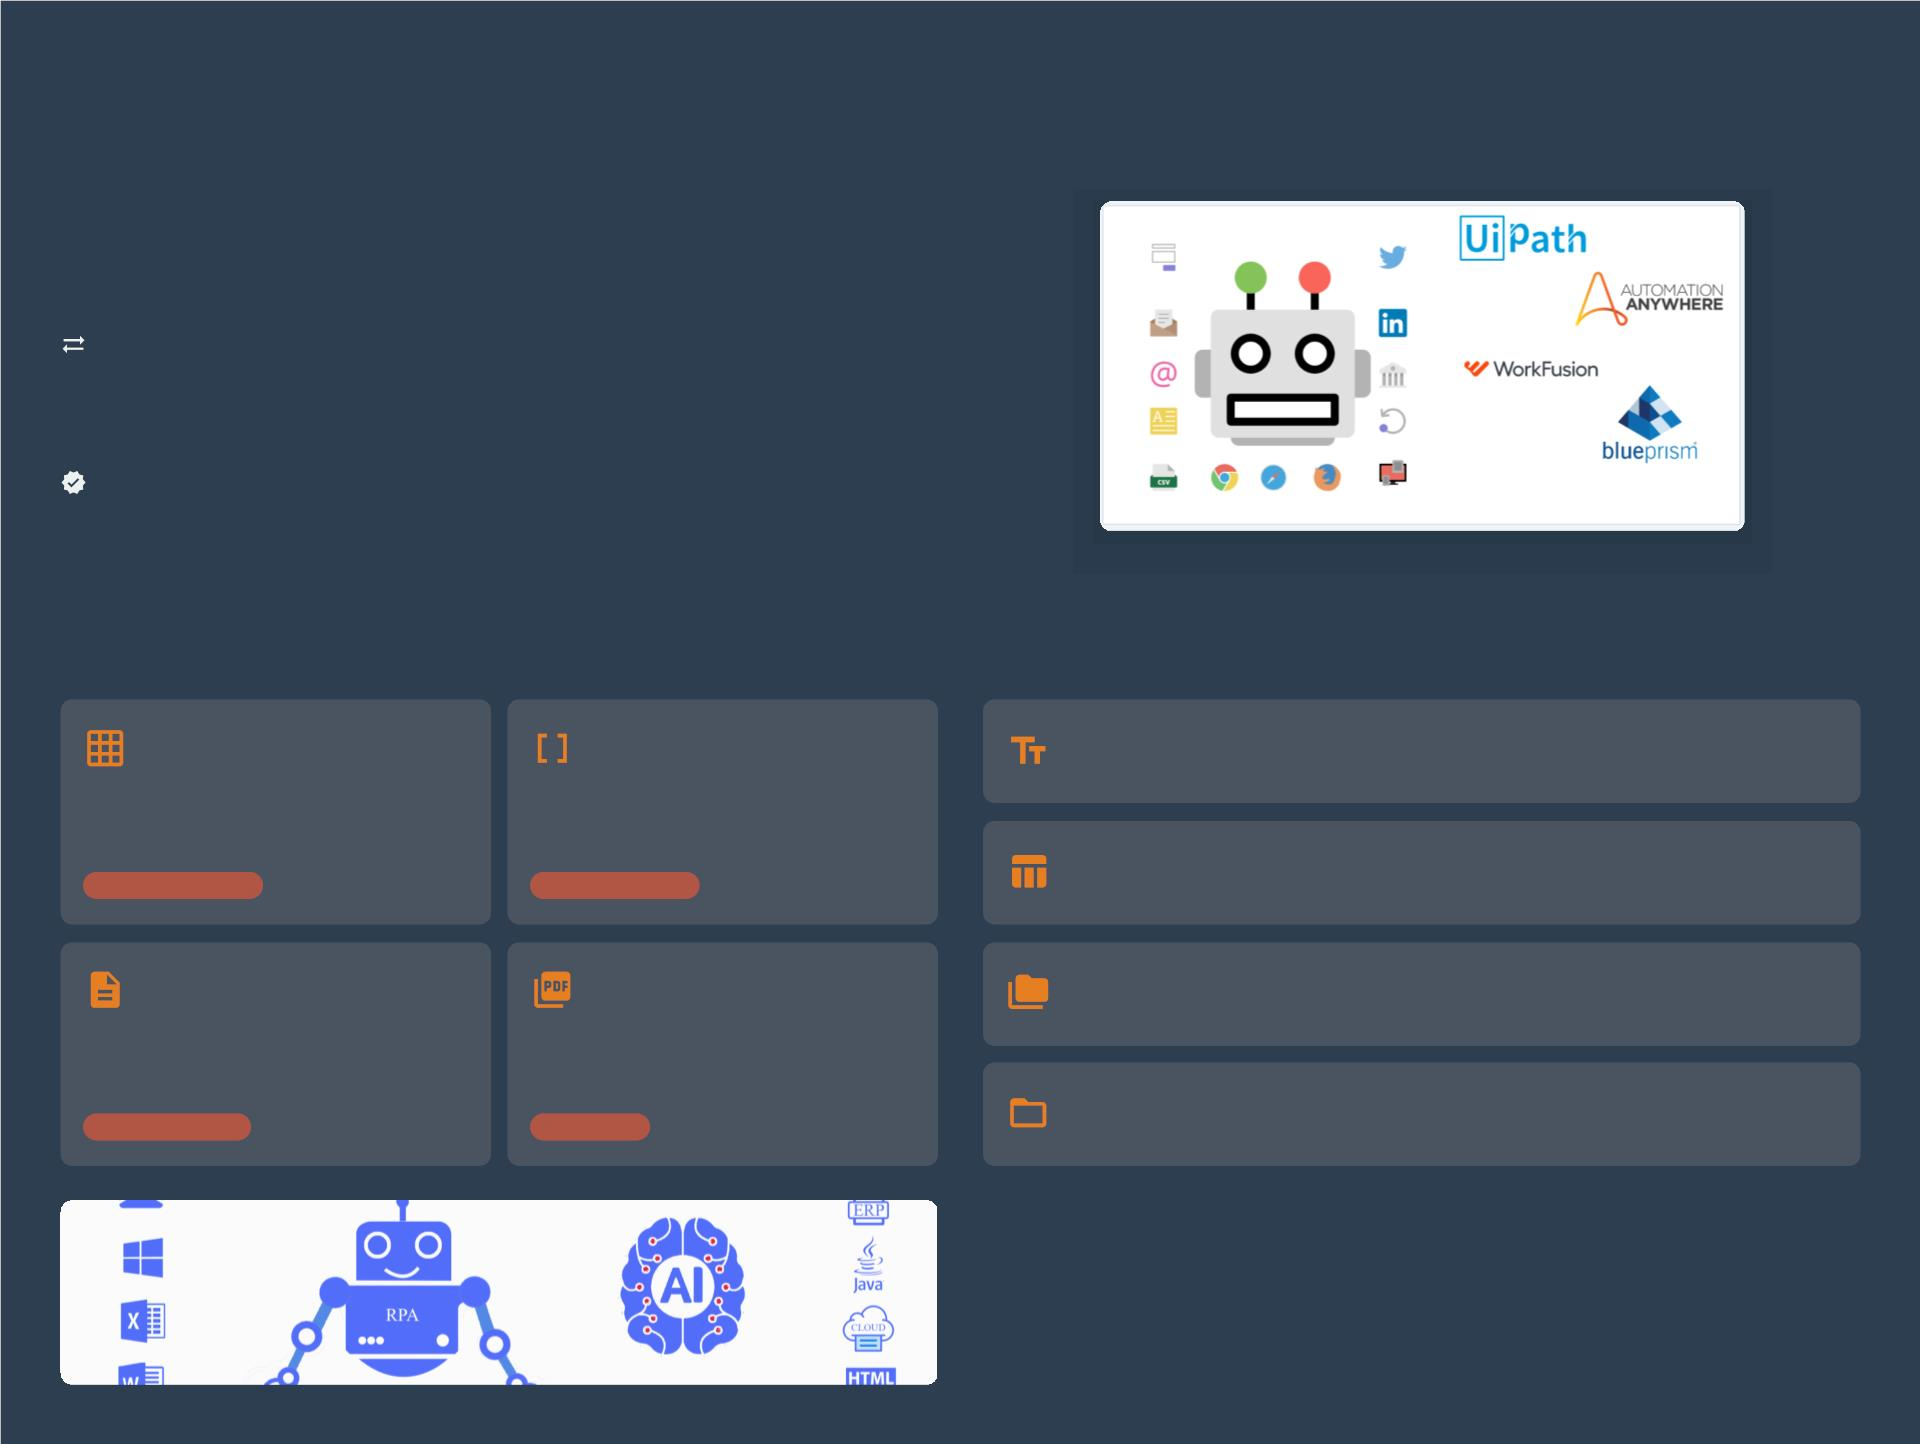 UiPath
AUTOMATION
ANYWHERE
@
WorkFusion
A
blueprism
CSV
PDF
ERP
Java
AI
RPA
X
CLOUD
W
HTML